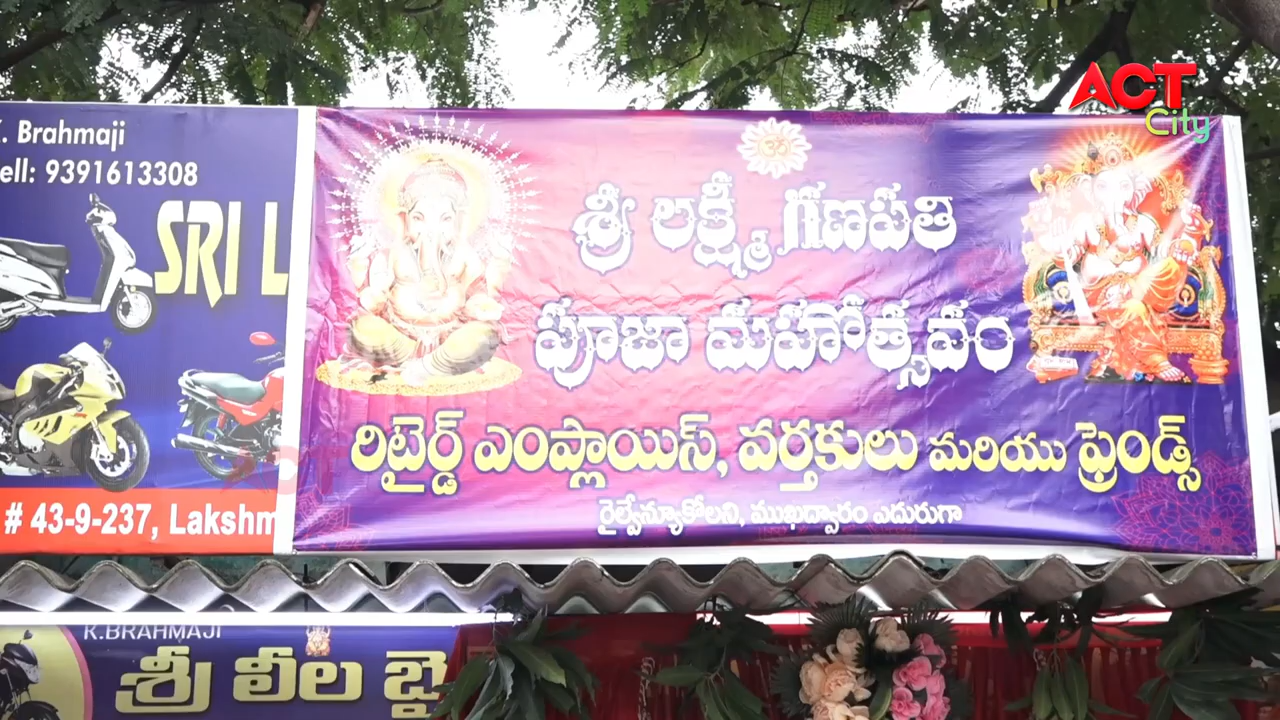 ACT
City
K. Brahmaji
Cell: 9391613308
SRI L
# 43-9-237, Lakshm
శ్రీ లక్ష్మీ గణపతి
పూజా మహోత్సవం
రిటైర్డ్ ఎంప్లాయిస్, వర్తకులు మరియు ఫ్రెండ్స్
రైల్వేన్యూకోలని, ముఖద్వారం ఎదురుగా
K.BRAHMAJI
శ్రీ లీల బై